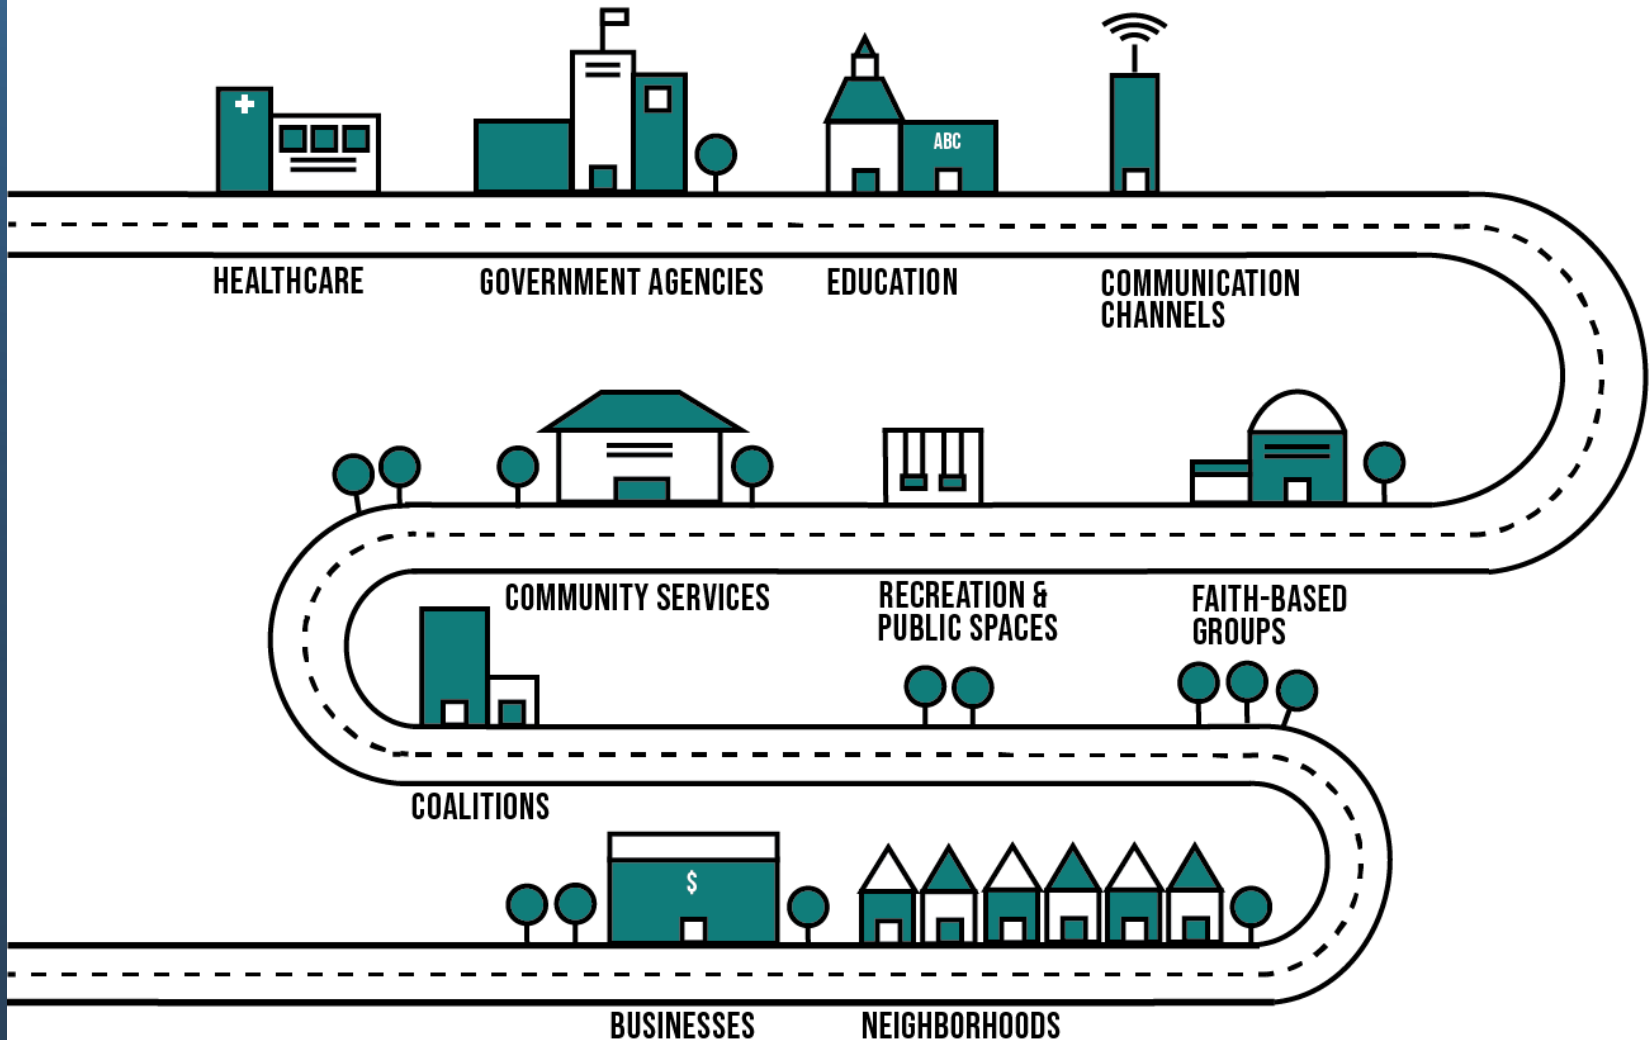 ABC
HEALTHCARE
GOVERNMENT AGENCIES
EDUCATION
COMMUNICATION
CHANNELS
COMMUNITY SERVICES
RECREATION &
PUBLIC SPACES
FAITH-BASED
GROUPS
COALITIONS
$
BUSINESSES
NEIGHBORHOODS